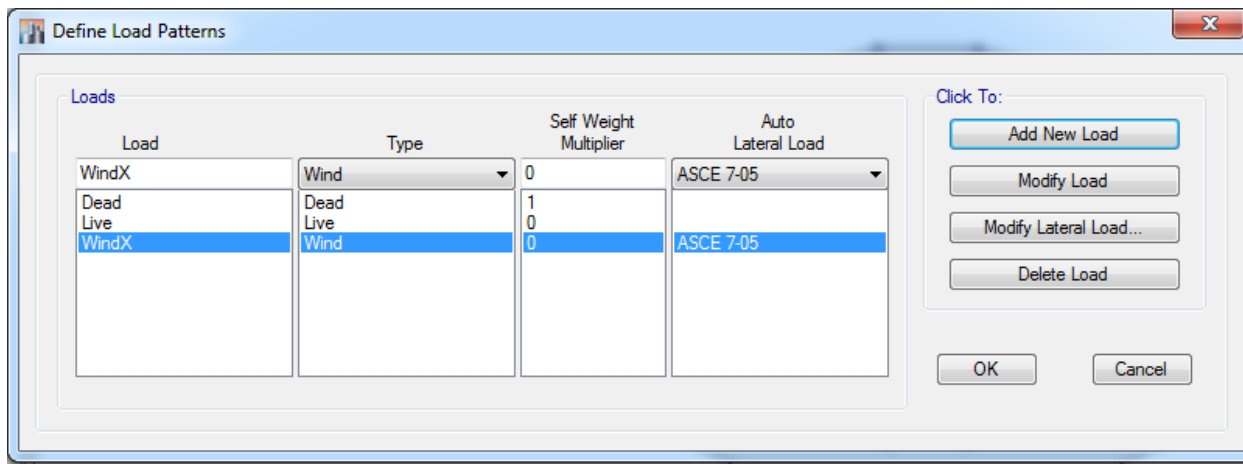 Define Load Patterns
Loads
Click To:
Self Weight Auto
Load Type Multiplier Lateral Load
Add New Load
WindX Wind 0 ASCE 7-05
Modify Load
Dead Dead 1
Live Live 0
Modify Lateral Load...
WindX Wind 0 ASCE 7-05
Delete Load
OK Cancel